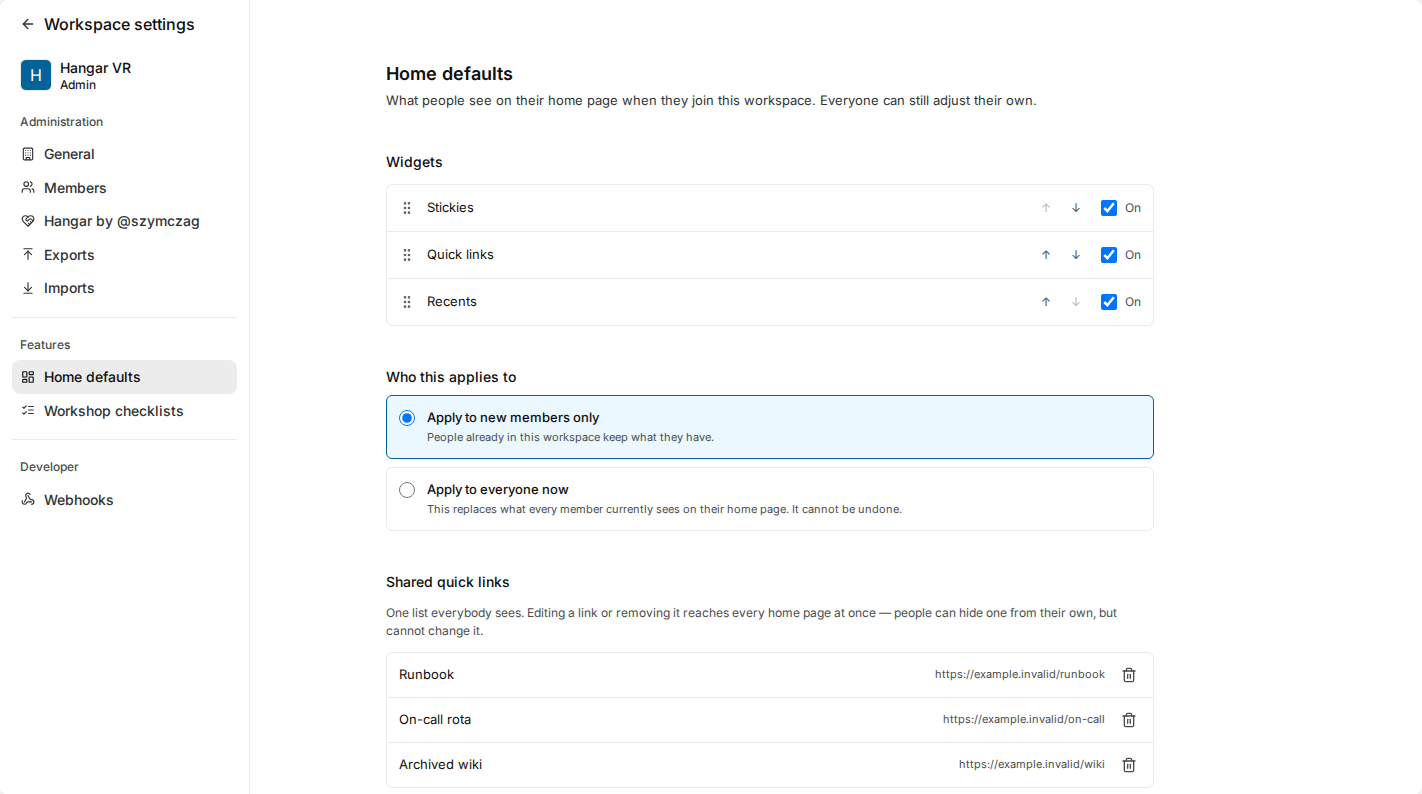 Workspace settings
H
Hangar VR
Admin
Administration
General
Members
Hangar by @szymczag
Exports
Imports
Features
Home defaults
Workshop checklists
Developer
Webhooks
Home defaults
What people see on their home page when they join this workspace. Everyone can still adjust their own.
Widgets
Stickies On
Quick links On
Recents On
Who this applies to
Apply to new members only
People already in this workspace keep what they have.
Apply to everyone now
This replaces what every member currently sees on their home page. It cannot be undone.
Shared quick links
One list everybody sees. Editing a link or removing it reaches every home page at once — people can hide one from their own, but
cannot change it.
Runbook https://example.invalid/runbook
On-call rota https://example.invalid/on-call
Archived wiki https://example.invalid/wiki